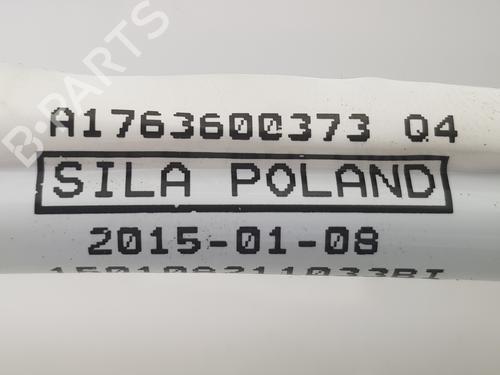 A1763600373 Q4
SILA POLAND
2015-01-08
B-PARTS